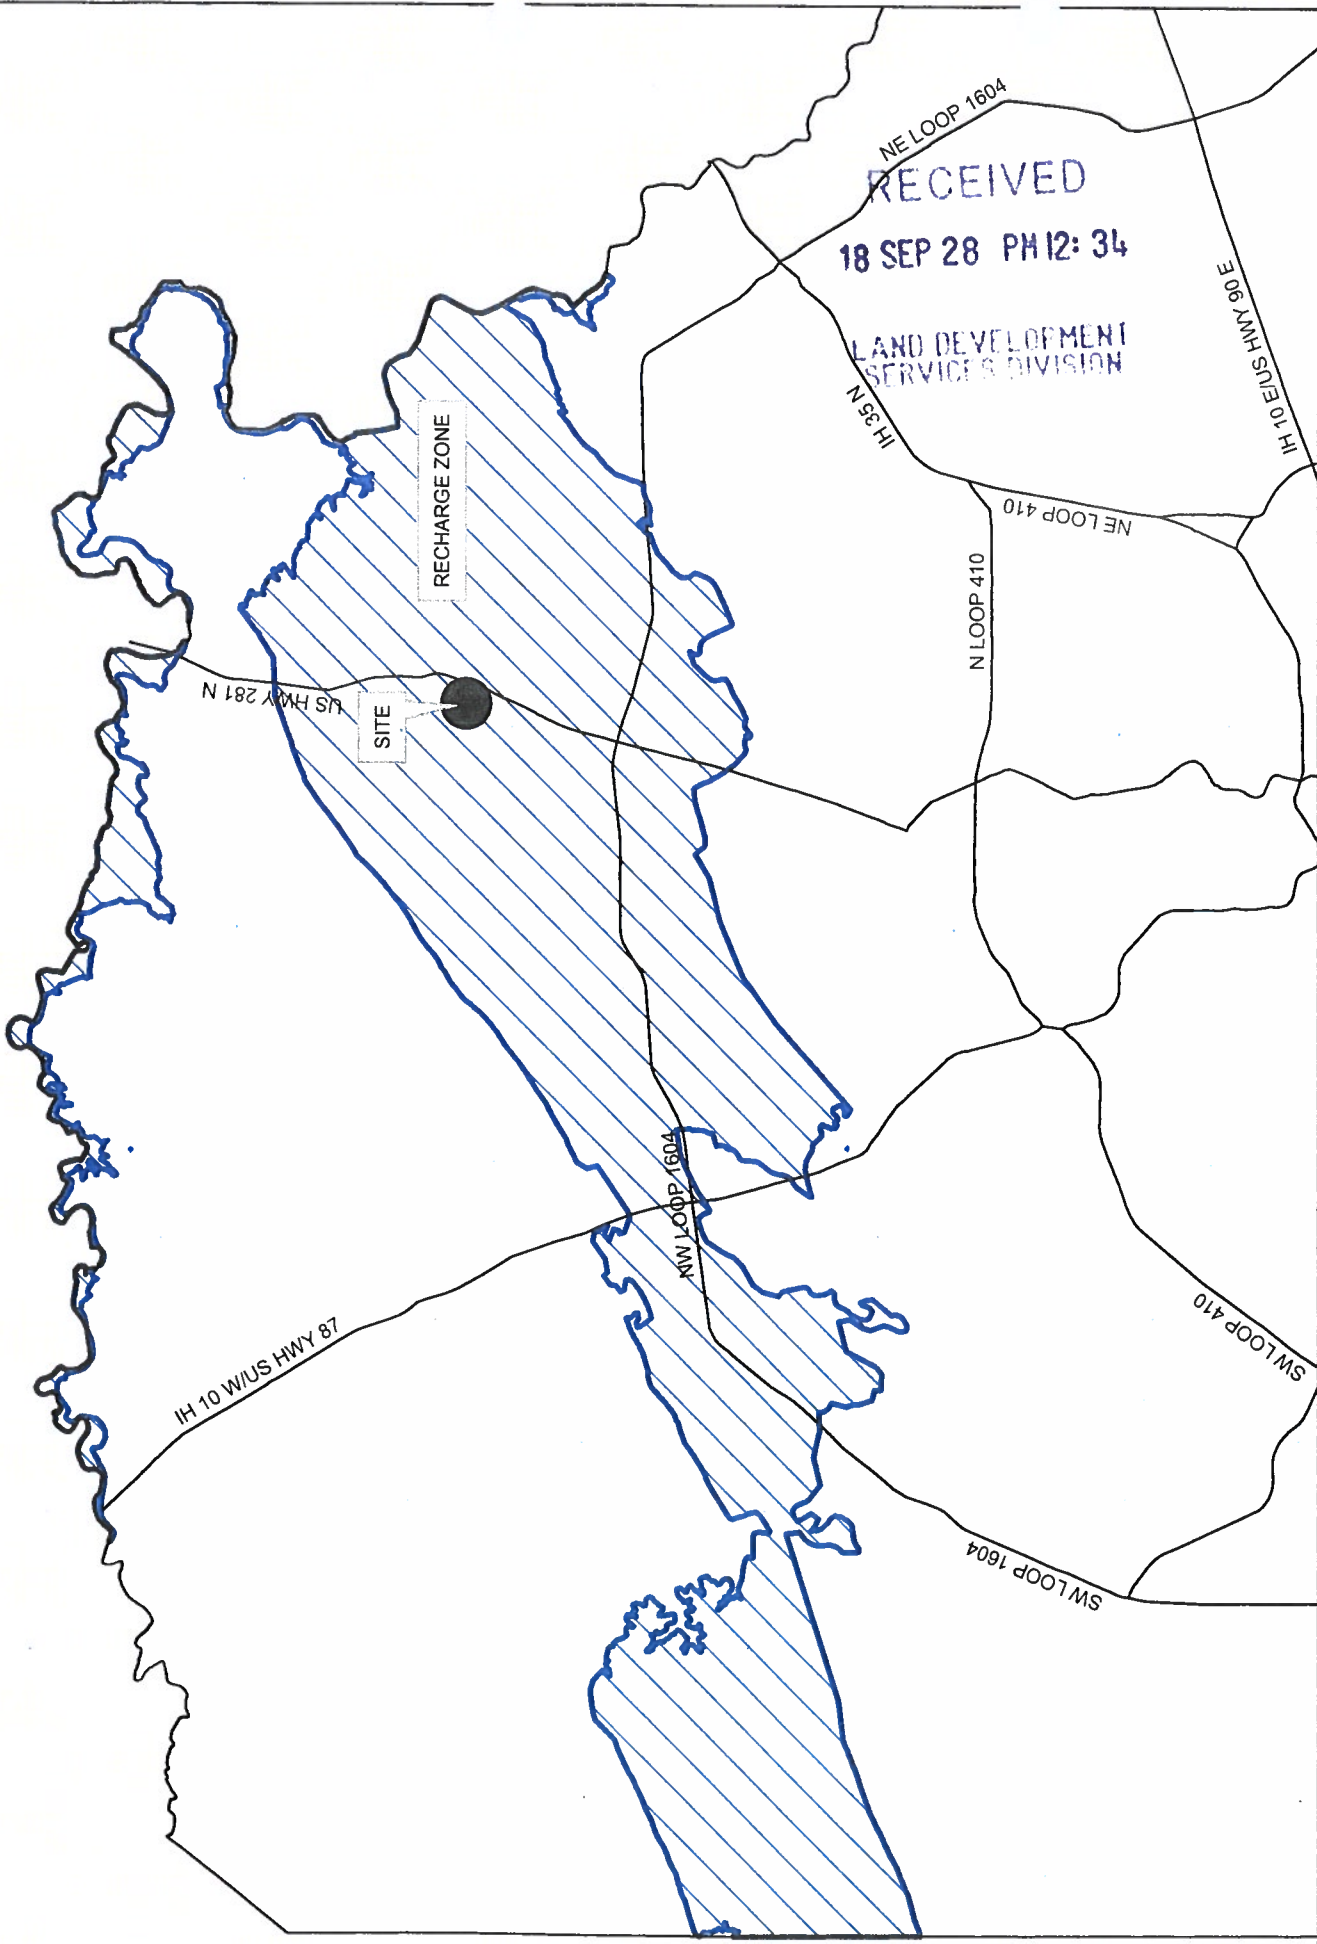 NE LOOP 1604
RECEIVED
18 SEP 28 PM 12: 34
LAND DEVELOPMENT
SERVICES DIVISION
IH 35 N
IH 10 E/US HWY 90 E
NE LOOP 410
N LOOP 410
RECHARGE ZONE
US HWY 281 N
SITE
NW LOOP 1604
IH 10 W/US HWY 87
SW LOOP 410
SW LOOP 1604